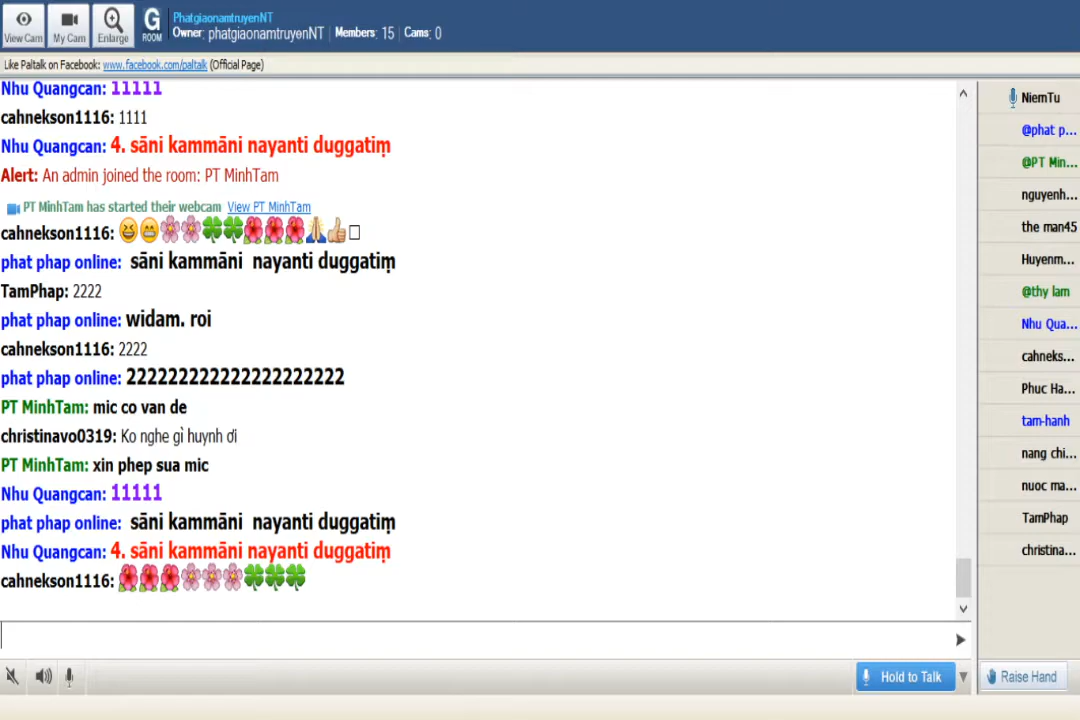 View Cam
My Cam
Enlarge
G
ROOM
PhatgiaonamtruyenNT
Owner: phatgiaonamtruyenNT Members: 15 Cams: 0
Like Paltalk on Facebook: www.facebook.com/paltalk (Official Page)
Nhu Quangcan: 11111
cahnekson1116: 1111
Nhu Quangcan: 4. sāni kammāni nayanti duggatiṃ
Alert: An admin joined the room: PT MinhTam
PT MinhTam has started their webcam View PT MinhTam
cahnekson1116: 😆😁🌸🌸🍀🍀🌺🌺🌺🙏👍
phat phap online: sāni kammāni nayanti duggatiṃ
TamPhap: 2222
phat phap online: widam. roi
cahnekson1116: 2222
phat phap online: 222222222222222222222
PT MinhTam: mic co van de
christinavo0319: Ko nghe gì huynh ơi
PT MinhTam: xin phep sua mic
Nhu Quangcan: 11111
phat phap online: sāni kammāni nayanti duggatiṃ
Nhu Quangcan: 4. sāni kammāni nayanti duggatiṃ
cahnekson1116: 🌺🌺🌺🌸🌸🌸🍀🍀🍀
NiemTu
@phat p...
@PT Min...
nguyenh...
the man45
Huyenm...
@thy lam
Nhu Qua...
cahneks...
Phuc Ha...
tam-hanh
nang chi...
nuoc ma...
TamPhap
christina...
Hold to Talk
Raise Hand